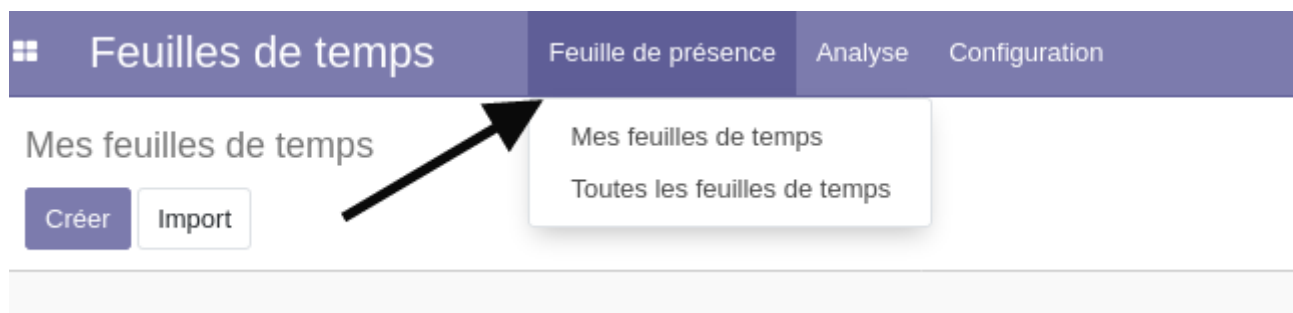 Feuilles de temps Feuille de présence Analyse Configuration
Mes feuilles de temps
Mes feuilles de temps
Toutes les feuilles de temps
Créer Import